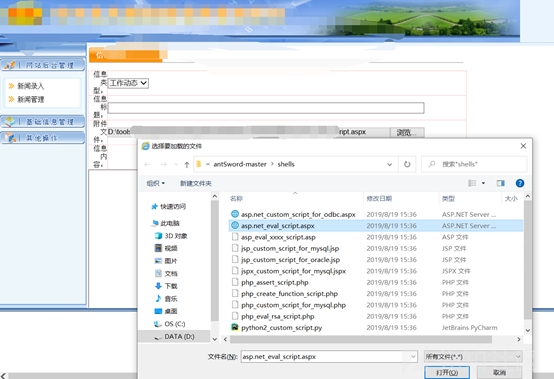 网站后台管理
新闻录入
新闻管理
基础信息管理
其他操作
信息类型:
工作动态
信息标题:
附件文件:
D:\tool
cript.aspx
浏览...
信息内容:
选择要加载的文件
antSword-master > shells
搜索"shells"
组织
新建文件夹
名称
修改日期
类型
大小
快速访问
此电脑
3D 对象
视频
图片
文档
下载
音乐
桌面
OS (C:)
DATA (D:)
asp.net_custom_script_for_odbc.aspx 2019/8/19 15:36 ASP.NET Server ...
asp.net_eval_script.aspx 2019/8/19 15:36 ASP.NET Server ...
asp_eval_xxxx_script.asp 2019/8/19 15:36 ASP 文件
jsp_custom_script_for_mysql.jsp 2019/8/19 15:36 JSP 文件
jsp_custom_script_for_oracle.jsp 2019/8/19 15:36 JSP 文件
jspx_custom_script_for_mysql.jspx 2019/8/19 15:36 JSPX 文件
php_assert_script.php 2019/8/19 15:36 PHP 文件
php_create_function_script.php 2019/8/19 15:36 PHP 文件
php_custom_script_for_mysql.php 2019/8/19 15:36 PHP 文件
php_eval_rsa_script.php 2019/8/19 15:36 PHP 文件
python2_custom_script.py 2019/8/19 15:36 JetBrains PyCharm
文件名(N):
asp.net_eval_script.aspx
所有文件(*.*)
打开(O)
取消